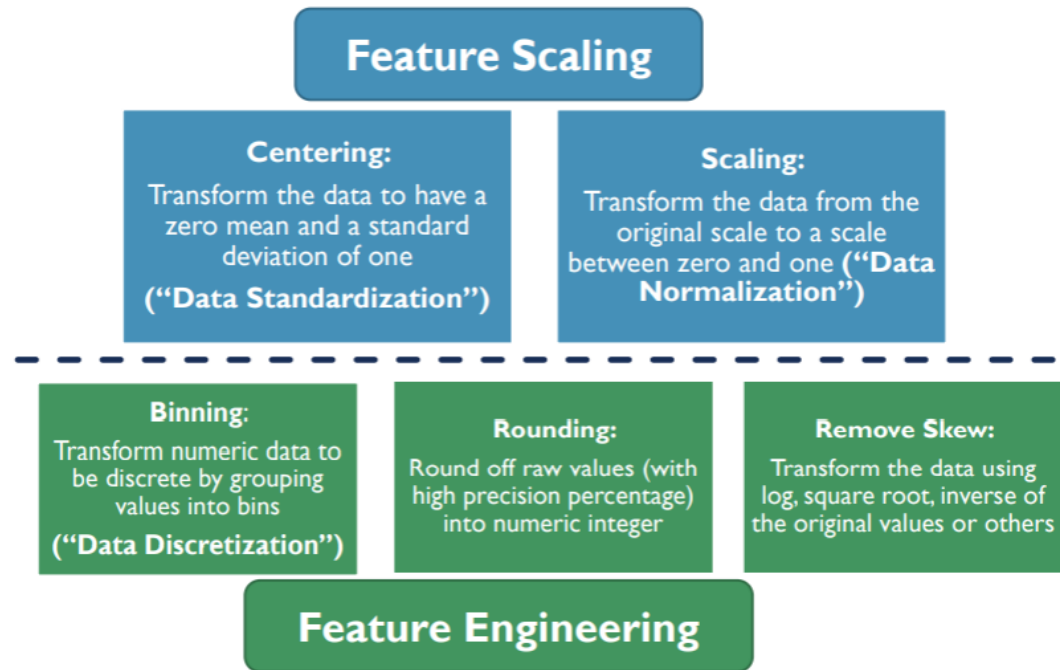 Feature Scaling
Centering:
Transform the data to have a
zero mean and a standard
deviation of one
(“Data Standardization”)
Scaling:
Transform the data from the
original scale to a scale
between zero and one (“Data
Normalization”)
Binning:
Transform numeric data to
be discrete by grouping
values into bins
(“Data Discretization”)
Rounding:
Round off raw values (with
high precision percentage)
into numeric integer
Remove Skew:
Transform the data using
log, square root, inverse of
the original values or others
Feature Engineering